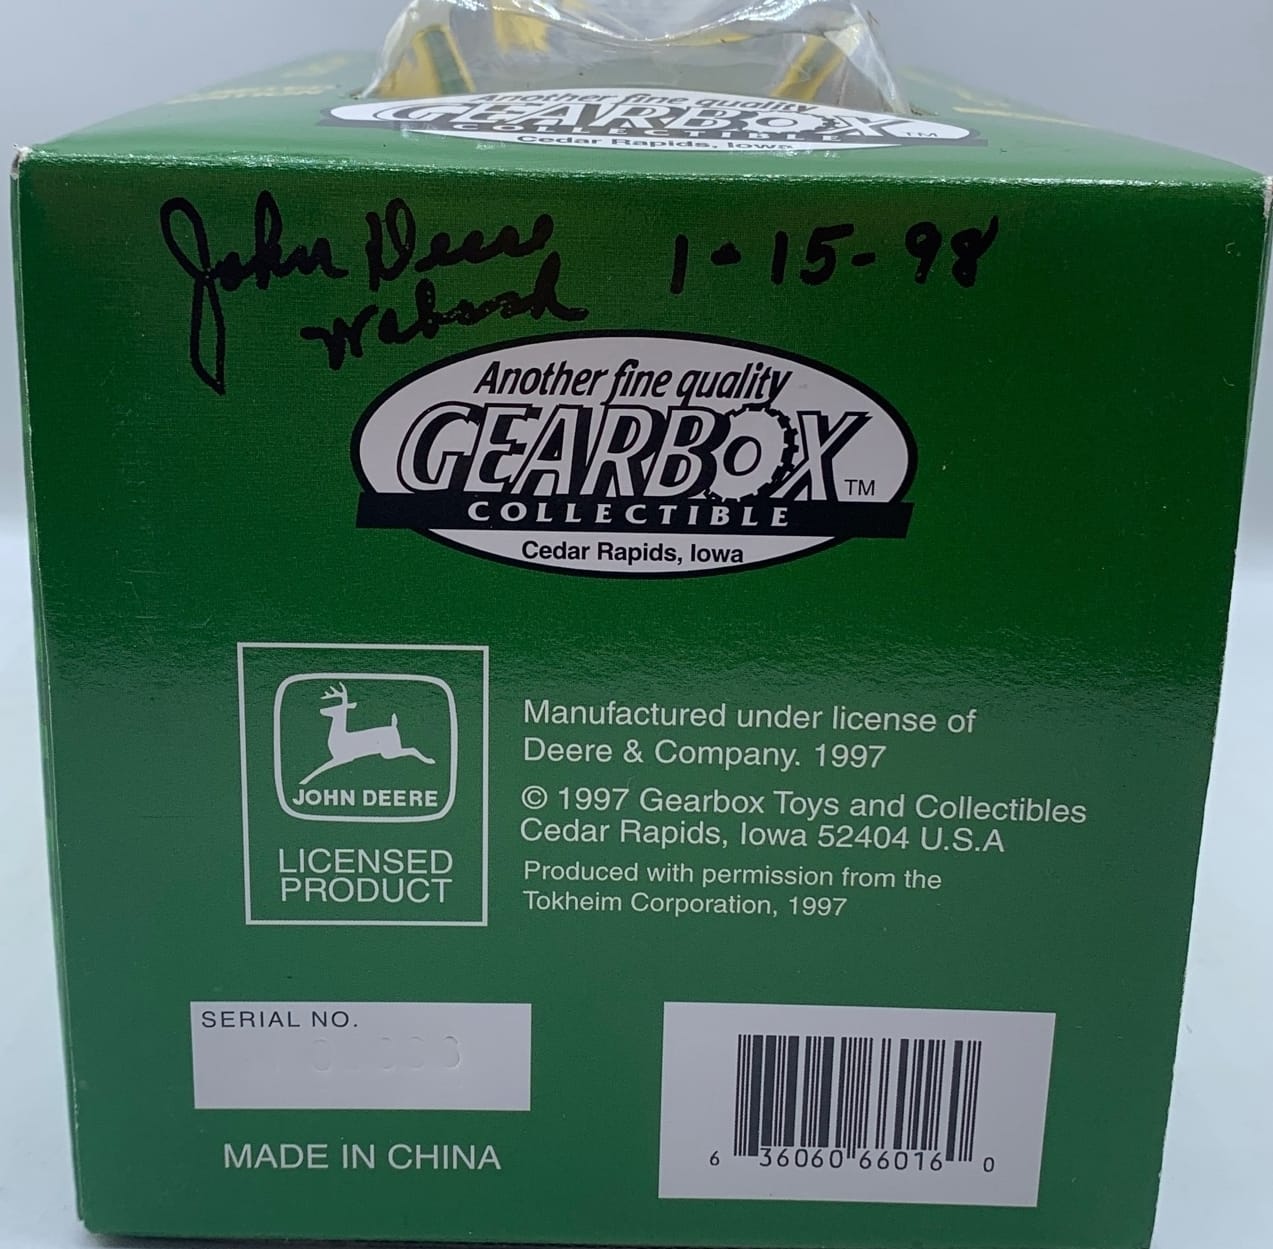 Another fine quality
GEARBOX TM
COLLECTIBLE
Cedar Rapids, Iowa
John Deere 1-15-98
Wabash
Another fine quality
GEARBOX TM
COLLECTIBLE
Cedar Rapids, Iowa
JOHN DEERE
LICENSED
PRODUCT
Manufactured under license of
Deere & Company. 1997
© 1997 Gearbox Toys and Collectibles
Cedar Rapids, Iowa 52404 U.S.A
Produced with permission from the
Tokheim Corporation, 1997
SERIAL NO.
MADE IN CHINA
6 36060 66016 0